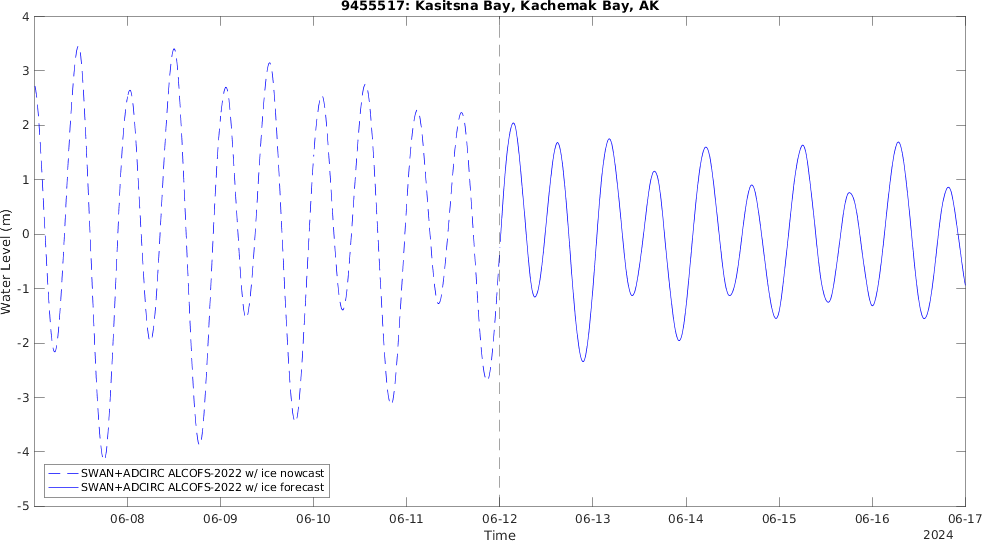 9455517: Kasitsna Bay, Kachemak Bay, AK
4
3
2
1
0
-1
-2
-3
-4
-5
Water Level (m)
SWAN+ADCIRC ALCOFS-2022 w/ ice nowcast
SWAN+ADCIRC ALCOFS-2022 w/ ice forecast
06-08 06-09 06-10 06-11 06-12 06-13 06-14 06-15 06-16 06-17
Time
2024